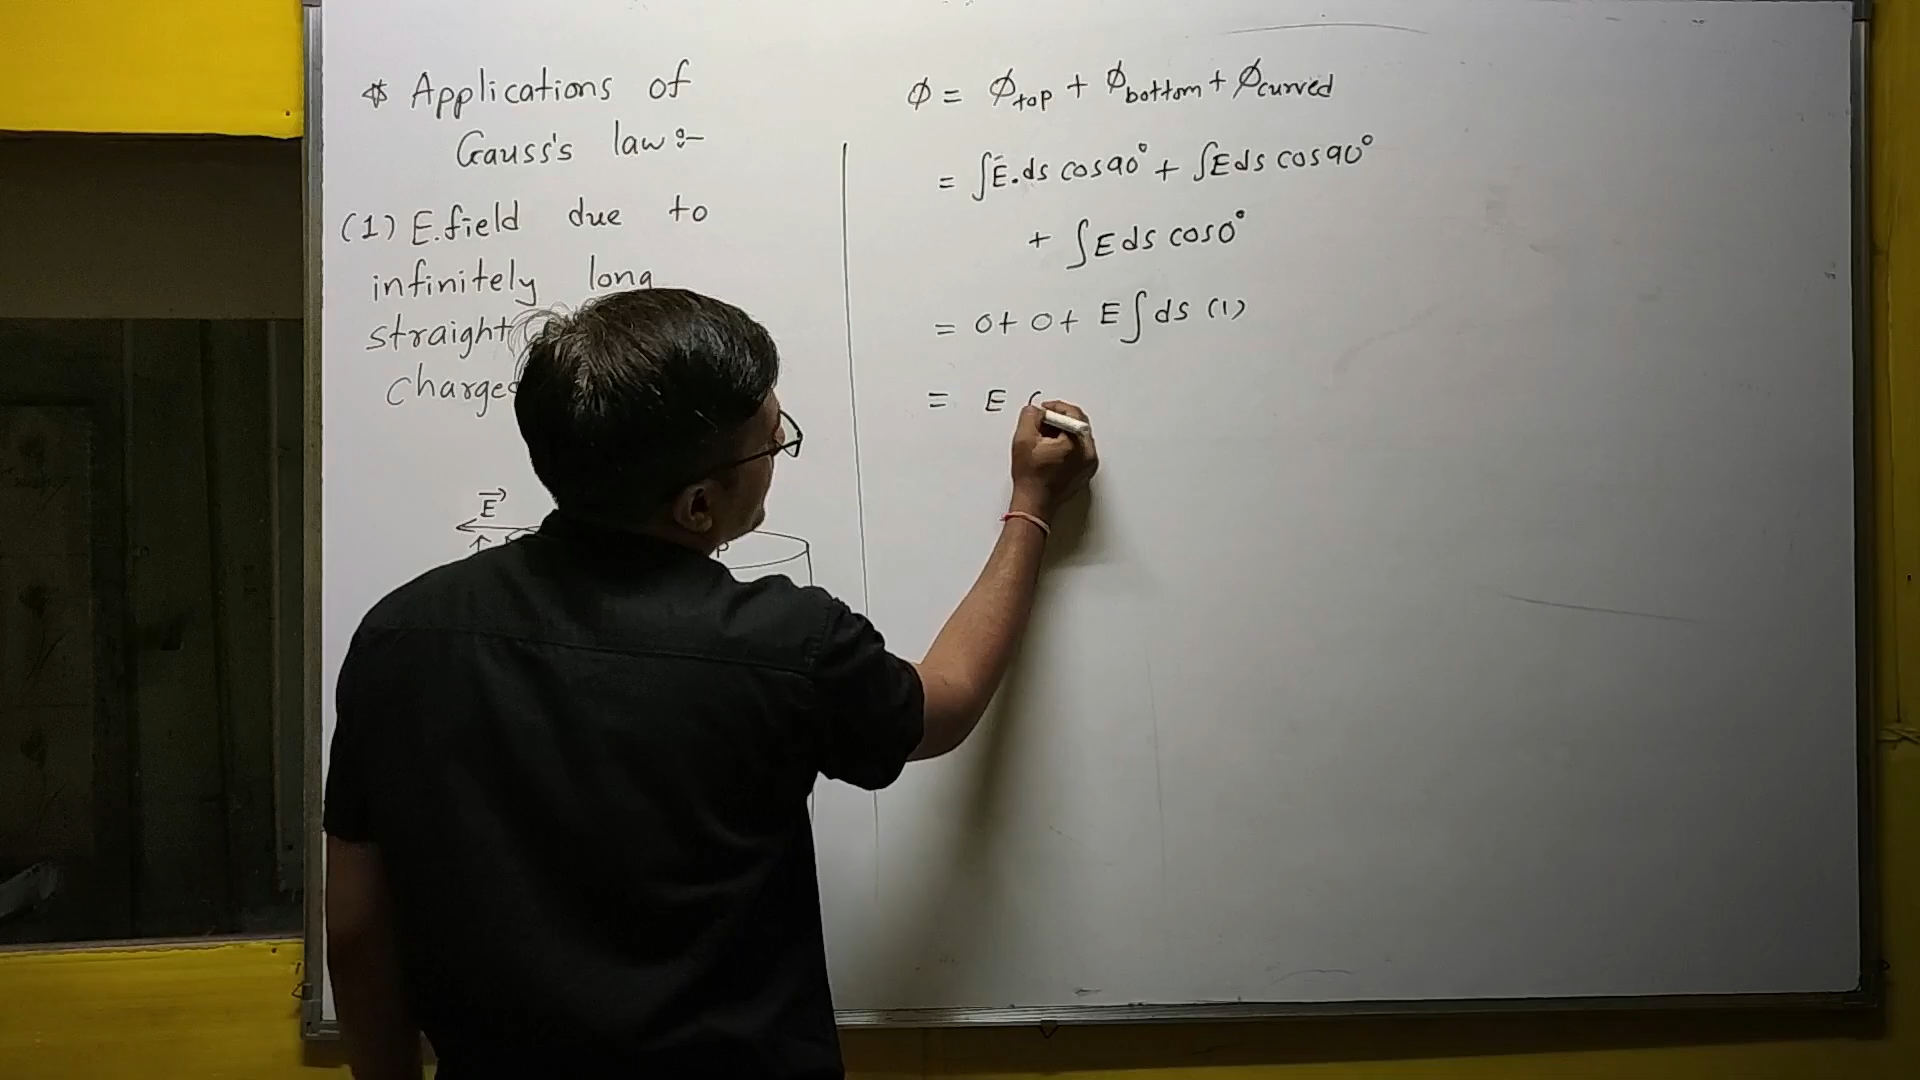 * Applications of
Gauss's law:-
(1) E.field due to
infinitely long
straight
charged
E⃗
φ = φtop + φbottom + φcurved
= ∫E.ds cos90° + ∫Eds cos90°
+ ∫Eds cos0°
= 0+ 0+ E∫ds (1)
= E (